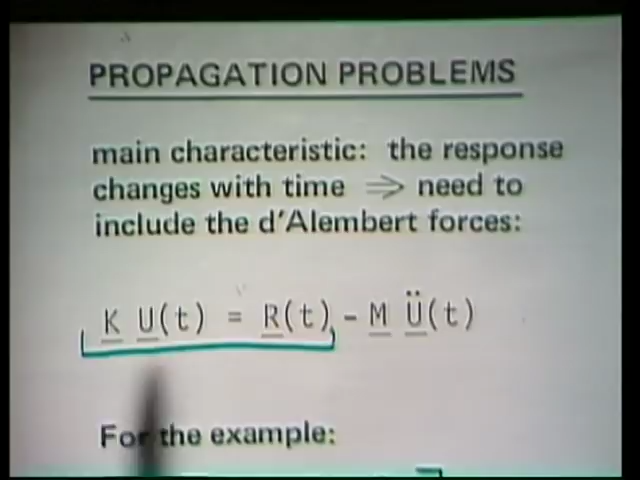 PROPAGATION PROBLEMS
main characteristic: the response
changes with time ⇒ need to
include the d'Alembert forces:
K U(t) = R(t) - M Ü(t)
For the example: